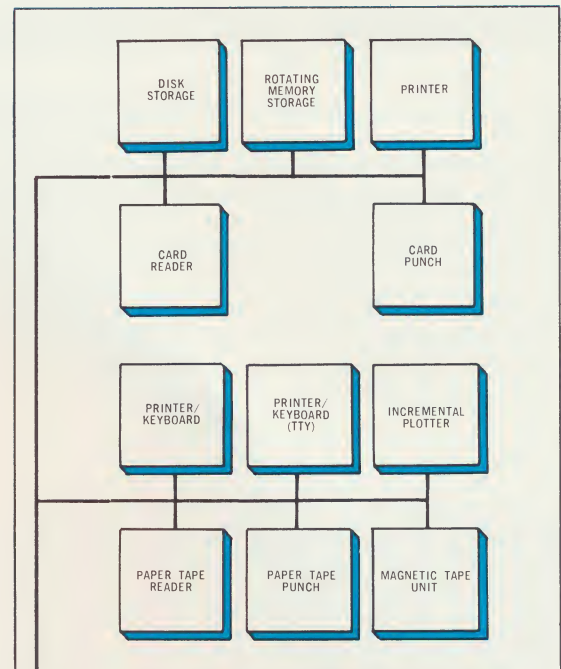 DISK
STORAGE
ROTATING
MEMORY
STORAGE
PRINTER
CARD
READER
CARD
PUNCH
PRINTER/
KEYBOARD
PRINTER/
KEYBOARD
(TTY)
INCREMENTAL
PLOTTER
PAPER TAPE
READER
PAPER TAPE
PUNCH
MAGNETIC TAPE
UNIT